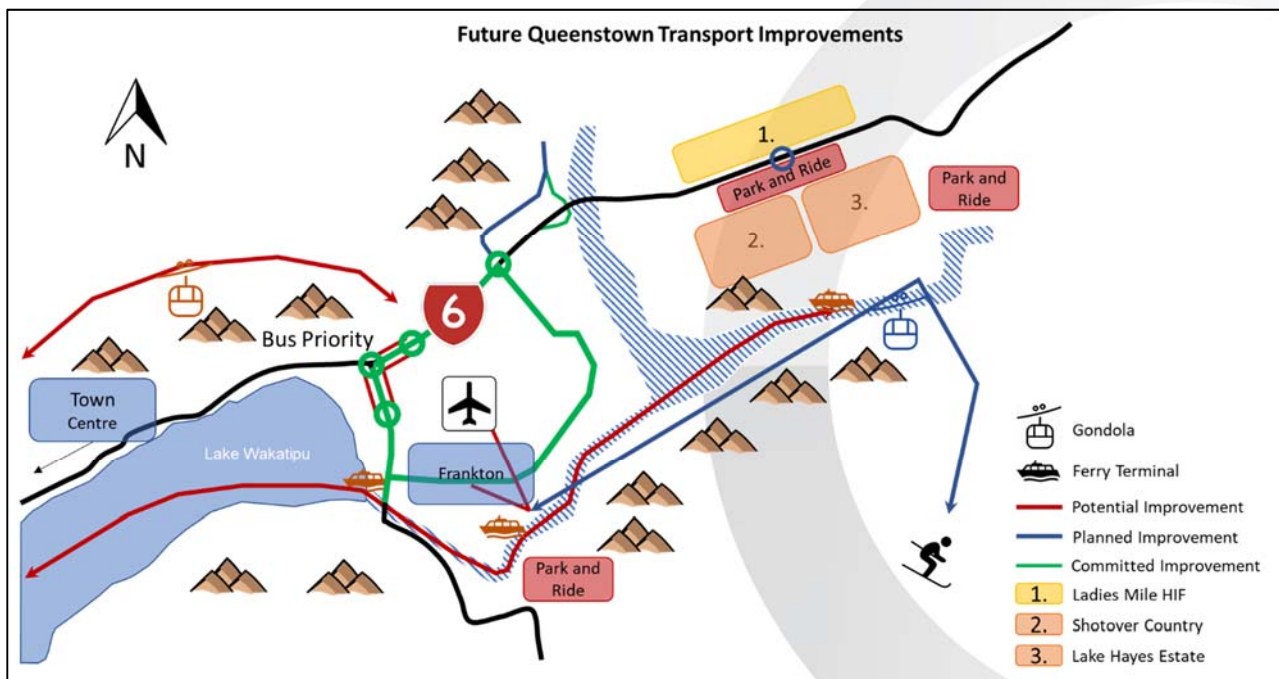 Future Queenstown Transport Improvements
N
1.
Park and Ride
Park and
Ride
2.
3.
6
Bus Priority
Town
Centre
Lake Wakatipu
Frankton
Park and
Ride
Gondola
Ferry Terminal
Potential Improvement
Planned Improvement
Committed Improvement
1. Ladies Mile HIF
2. Shotover Country
3. Lake Hayes Estate